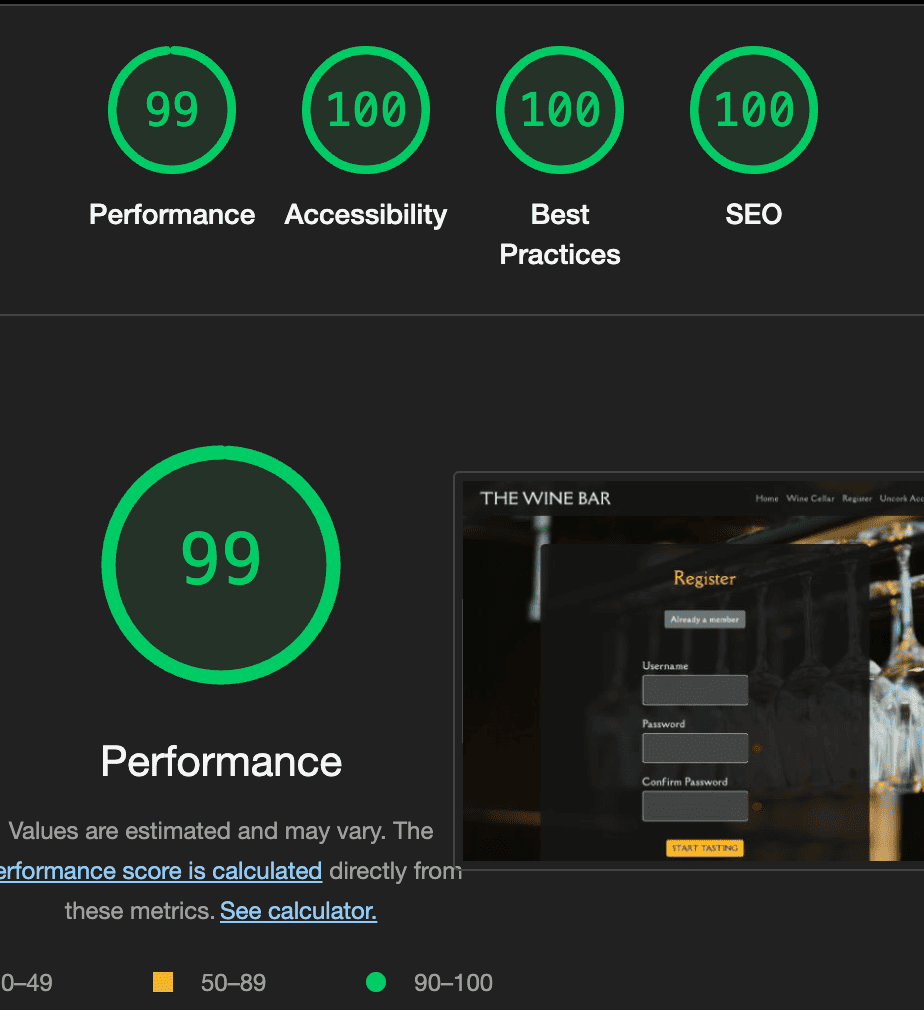 99
100
100
100
Performance
Accessibility
Best
Practices
SEO
99
Performance
Values are estimated and may vary. The
erformance score is calculated directly from
these metrics. See calculator.
0–49
50–89
90–100
THE WINE BAR
Home Wine Cellar Register Uncork Acc
Register
Already a member
Username
Password
Confirm Password
START TASTING